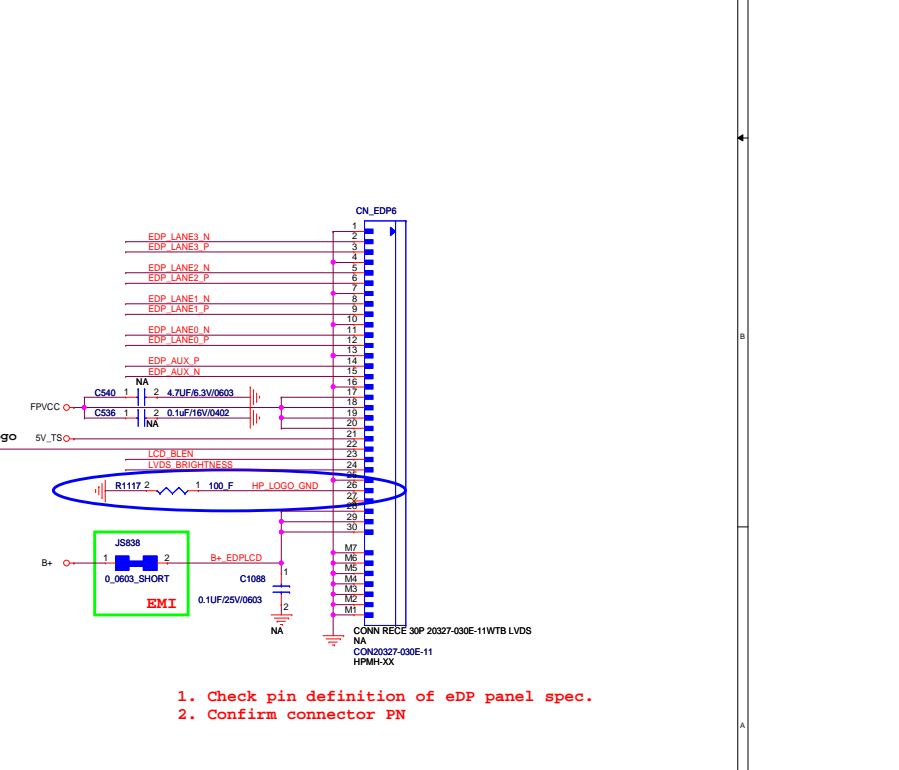 CN_EDP6
1
EDP_LANE3_N 2
EDP_LANE3_P 3
4
EDP_LANE2_N 5
EDP_LANE2_P 6
7
EDP_LANE1_N 8
EDP_LANE1_P 9
10
EDP_LANE0_N 11
EDP_LANE0_P 12
13
EDP_AUX_P 14
EDP_AUX_N 15
NA 16
C540 1 2 4.7UF/6.3V/0603 17
FPVCC 18
C536 1 2 0.1uF/16V/0402 19
NA 20
go 5V_TS 21
22
LCD_BLEN 23
LVDS_BRIGHTNESS 24
25
R1117 2 1 100_F HP_LOGO_GND 26
27
28
29
30
JS838
B+ 1 2 B+_EDPLCD
0_0603_SHORT
EMI
C1088 1
0.1UF/25V/0603
2
NA
M7
M6
M5
M4
M3
M2
M1
CONN RECE 30P 20327-030E-11WTB LVDS
NA
CON20327-030E-11
HPMH-XX
1. Check pin definition of eDP panel spec.
2. Confirm connector PN
B
A